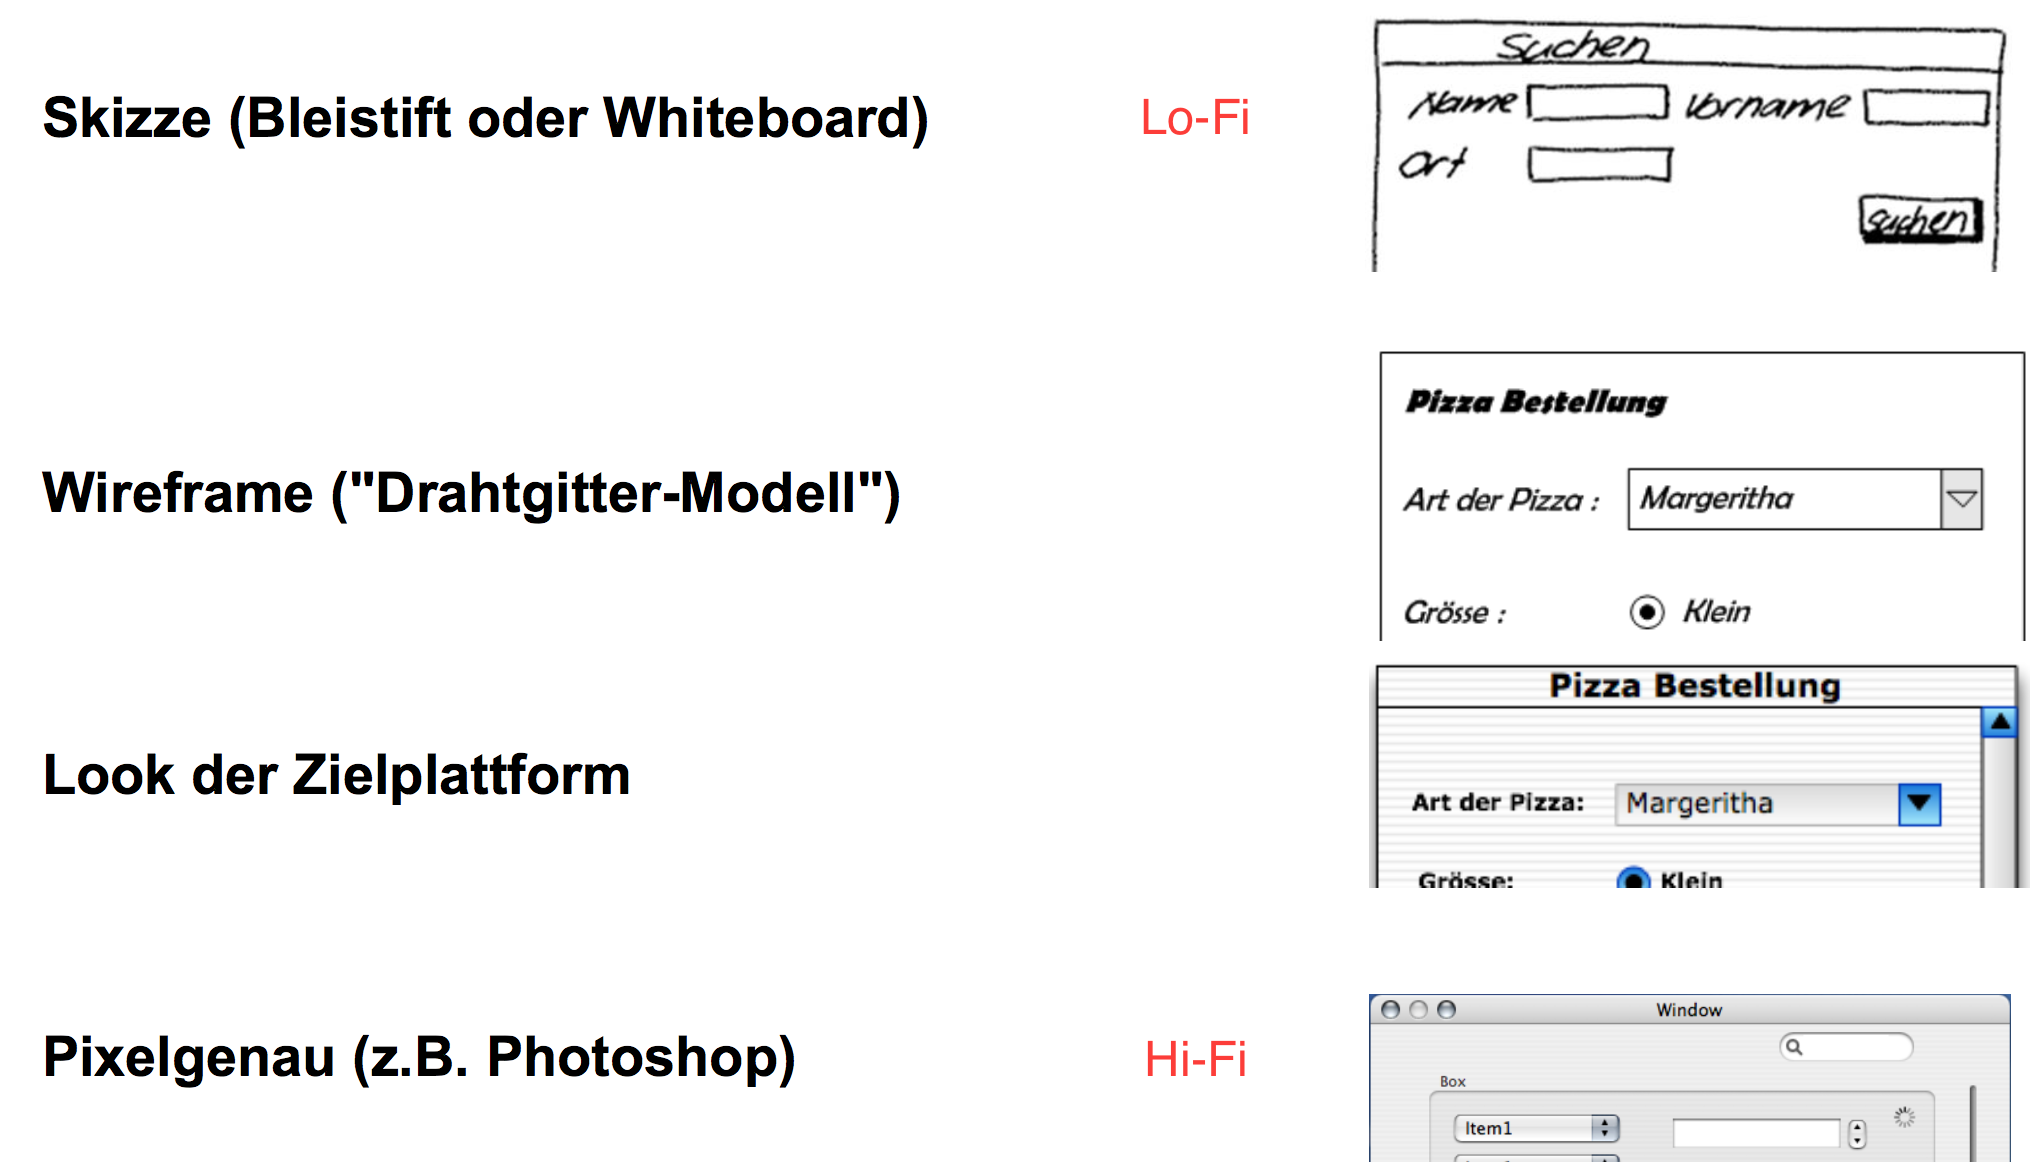 Skizze (Bleistift oder Whiteboard)
Lo-Fi
Suchen
Name
Vorname
Ort
suchen
Wireframe ("Drahtgitter-Modell")
Pizza Bestellung
Art der Pizza :
Margeritha
Grösse :
Klein
Look der Zielplattform
Pizza Bestellung
Art der Pizza:
Margeritha
Grösse:
Klein
Pixelgenau (z.B. Photoshop)
Hi-Fi
Window
Box
Item1